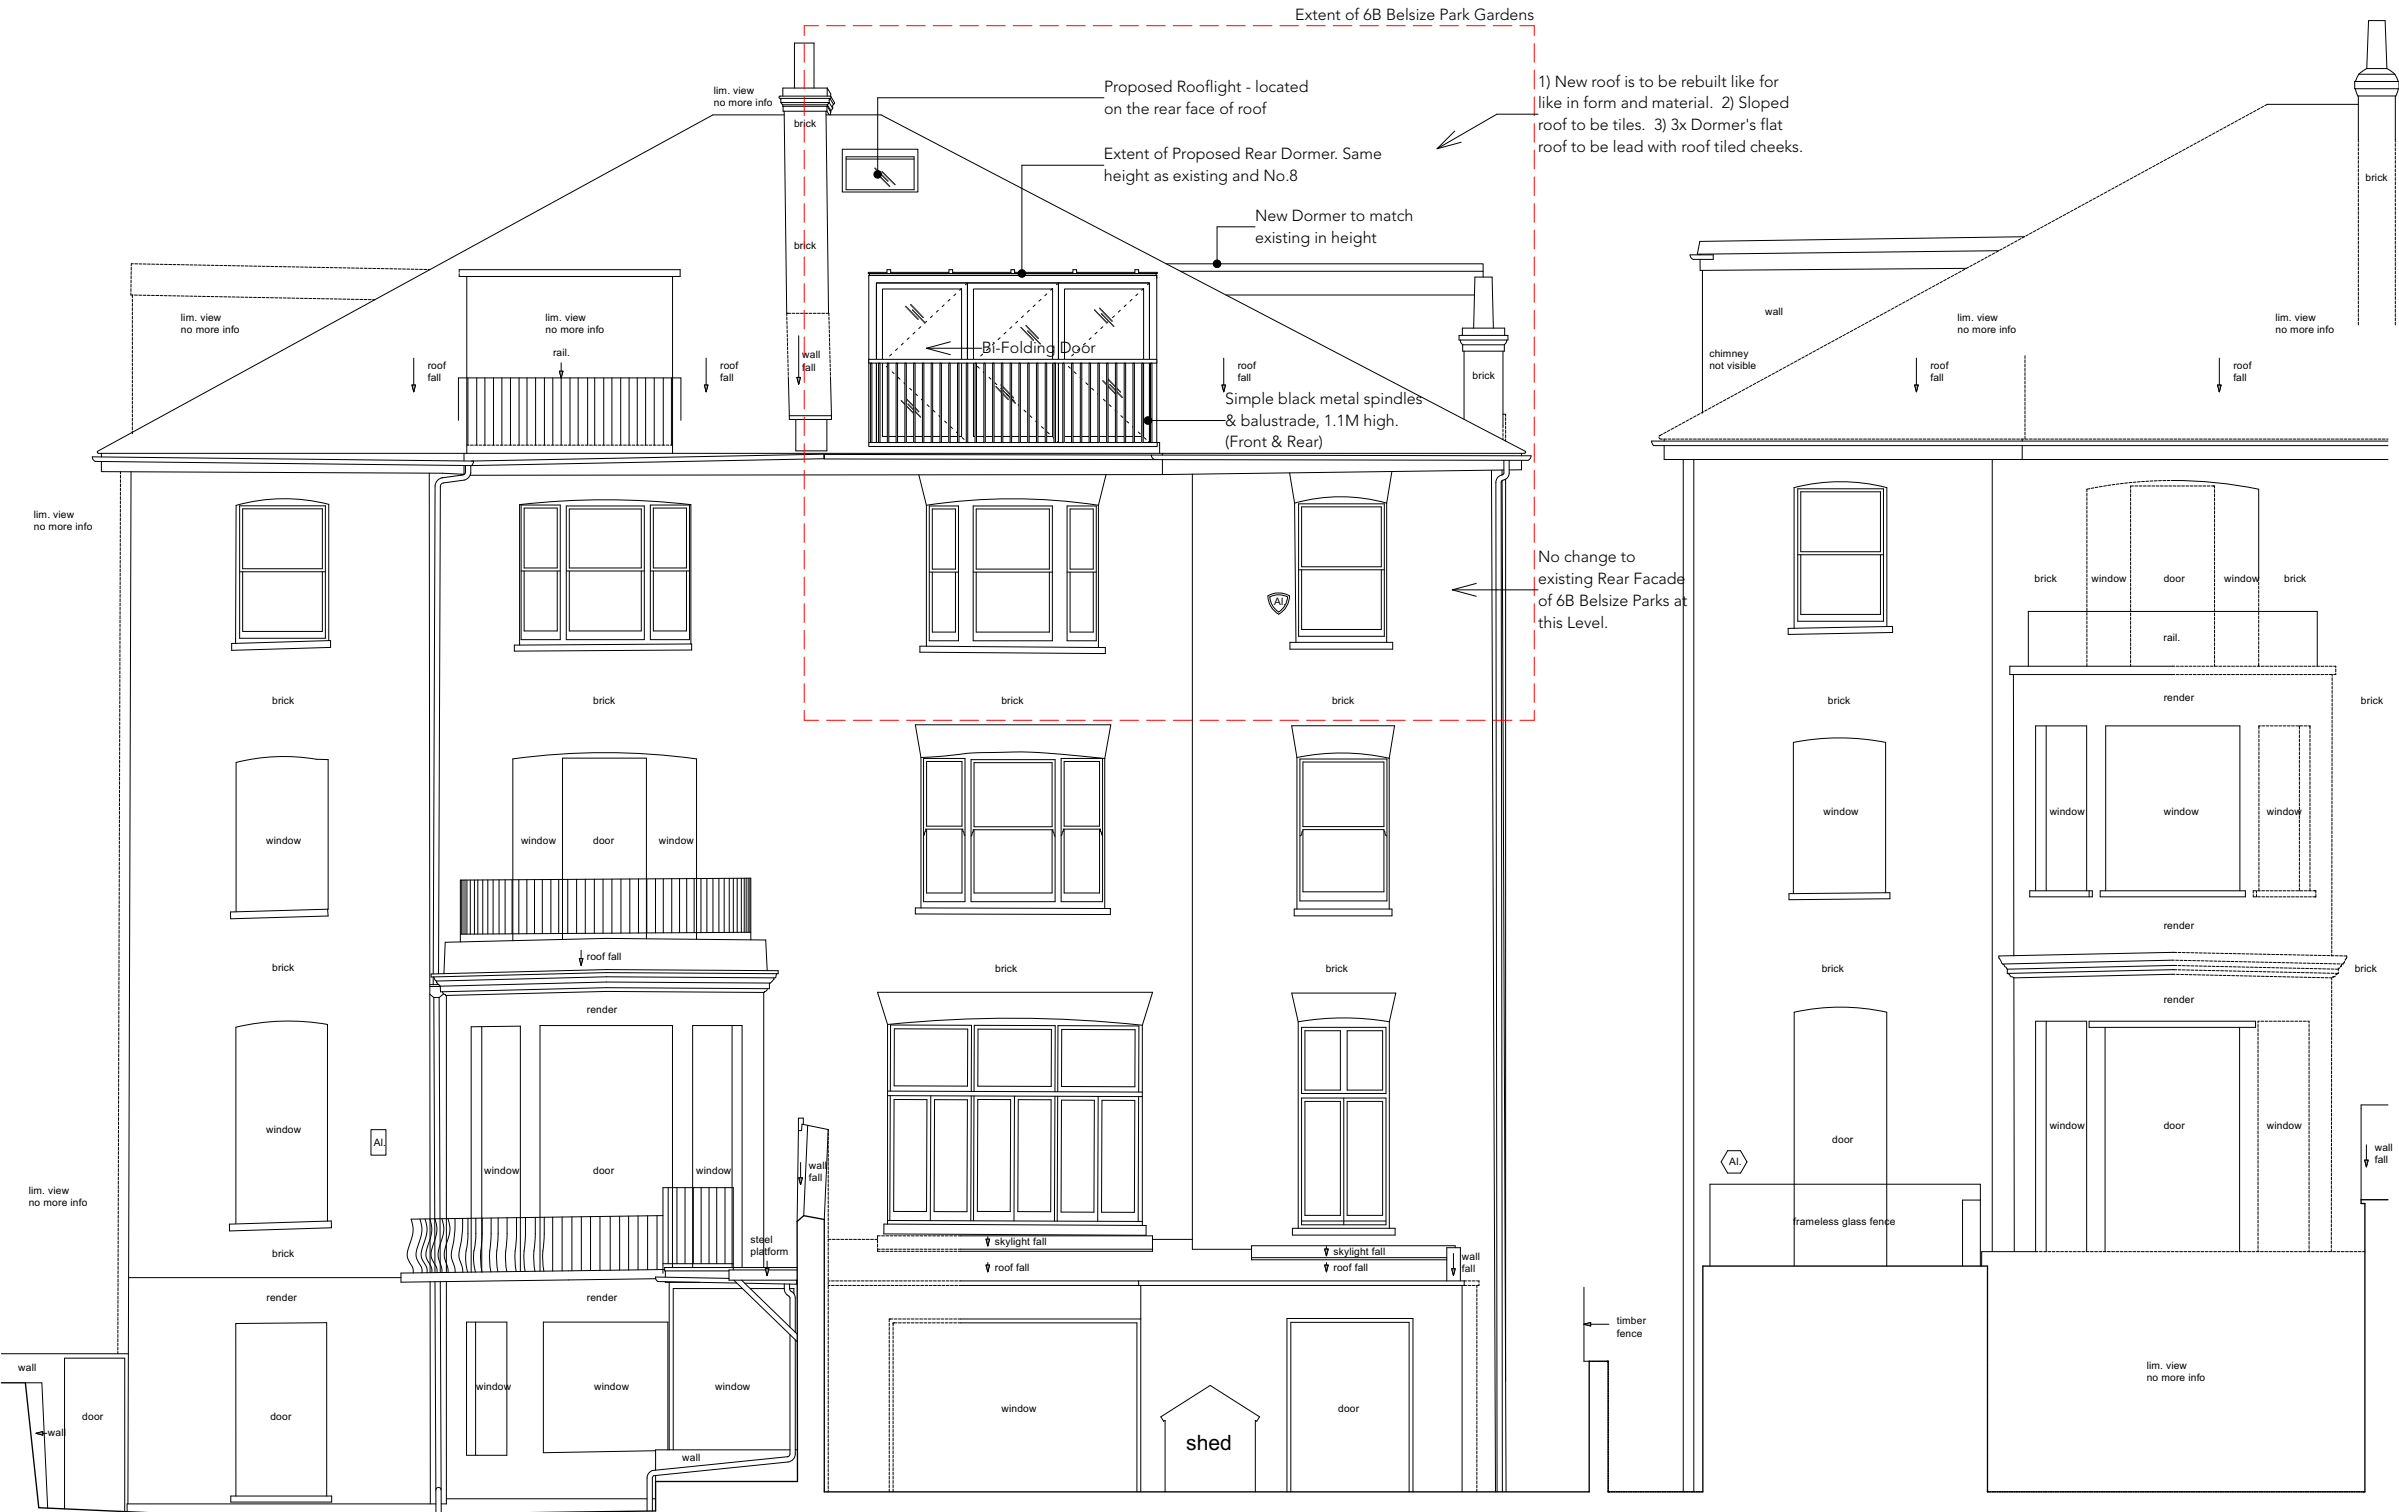 Extent of 6B Belsize Park Gardens
Proposed Rooflight - located
on the rear face of roof
1) New roof is to be rebuilt like for
like in form and material.  2) Sloped
roof to be tiles.  3) 3x Dormer's flat
roof to be lead with roof tiled cheeks.
Extent of Proposed Rear Dormer. Same
height as existing and No.8
New Dormer to match
existing in height
lim. view
no more info
brick
brick
brick
lim. view
no more info
lim. view
no more info
rail.
roof
fall
roof
fall
wall
fall
Bi-Folding Door
roof
fall
brick
Simple black metal spindles
& balustrade, 1.1M high.
(Front & Rear)
wall
chimney
not visible
lim. view
no more info
lim. view
no more info
roof
fall
roof
fall
lim. view
no more info
Al
No change to
existing Rear Facade
of 6B Belsize Parks at
this Level.
brick
window
door
window
brick
rail.
brick
brick
brick
brick
brick
render
brick
window
window
door
window
window
window
window
window
roof fall
brick
brick
brick
brick
render
brick
render
render
window
Al.
window
door
window
wall
fall
Al.
door
window
door
window
wall
fall
lim. view
no more info
frameless glass fence
brick
steel
platform
skylight fall
roof fall
skylight fall
roof fall
wall
fall
render
render
timber
fence
wall
door
wall
door
window
window
window
wall
window
shed
door
lim. view
no more info